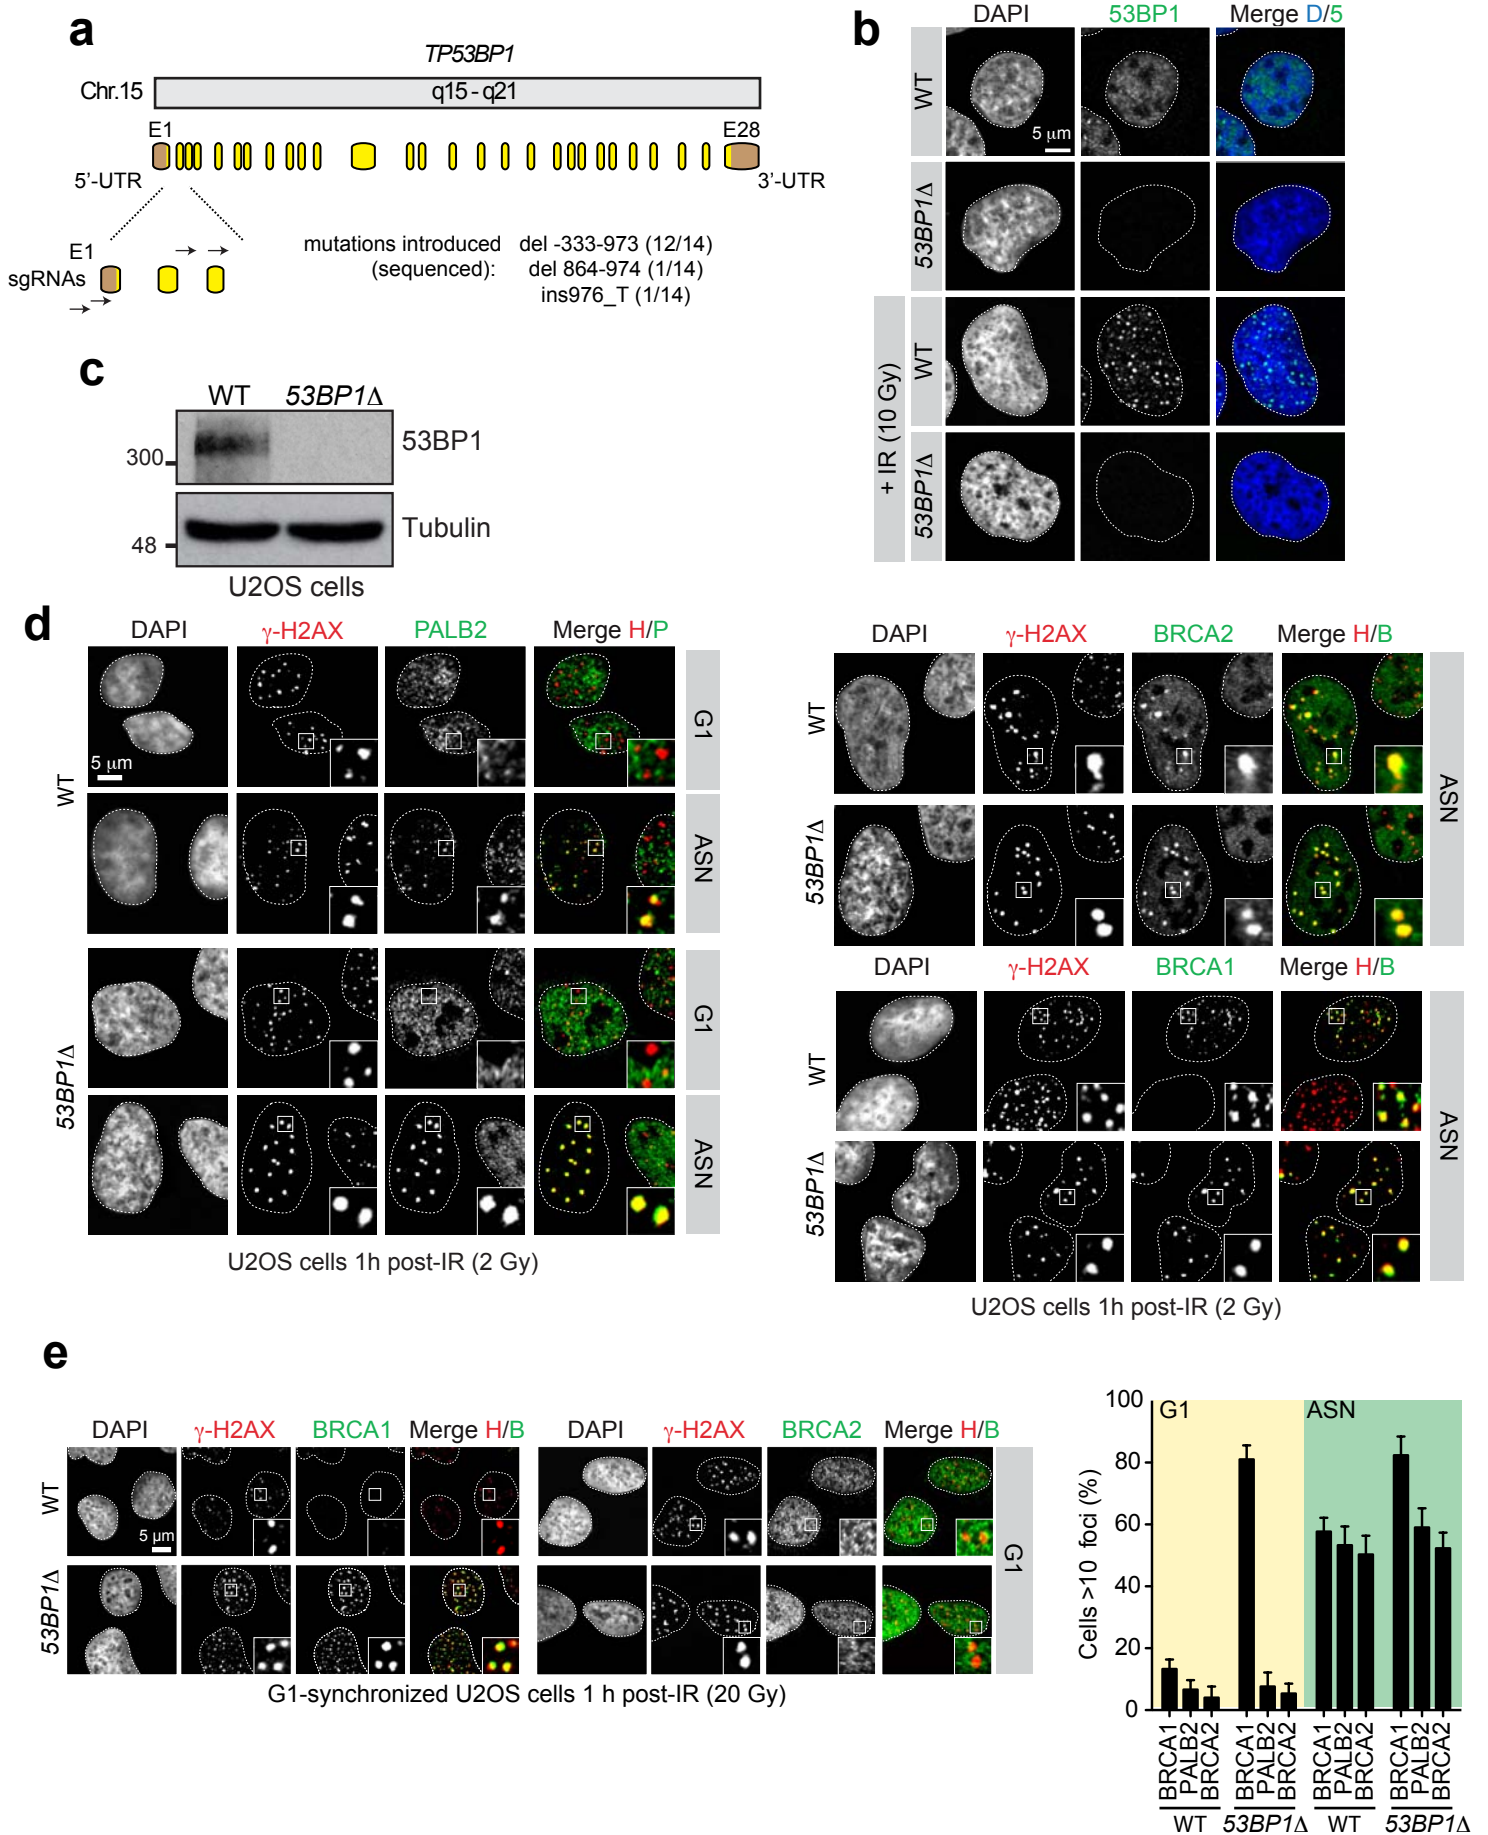 a
TP53BP1
Chr.15
q15 - q21
E1
E28
5'-UTR
3'-UTR
E1
sgRNAs
mutations introduced
(sequenced):
del -333-973 (12/14)
del 864-974 (1/14)
ins976_T (1/14)
b
DAPI 53BP1 Merge D/5
WT
5 μm
53BP1Δ
+ IR (10 Gy)
WT
53BP1Δ
c
WT 53BP1Δ
300
53BP1
48
Tubulin
U2OS cells
d
DAPI γ-H2AX PALB2 Merge H/P
WT
5 μm
G1
ASN
53BP1Δ
G1
ASN
U2OS cells 1h post-IR (2 Gy)
DAPI γ-H2AX BRCA2 Merge H/B
WT
53BP1Δ
ASN
DAPI γ-H2AX BRCA1 Merge H/B
WT
53BP1Δ
ASN
U2OS cells 1h post-IR (2 Gy)
e
DAPI γ-H2AX BRCA1 Merge H/B DAPI γ-H2AX BRCA2 Merge H/B
WT
5 μm
53BP1Δ
G1
G1-synchronized U2OS cells 1 h post-IR (20 Gy)
Cells >10 foci (%)
100
80
60
40
20
0
G1
ASN
BRCA1 PALB2 BRCA2 BRCA1 PALB2 BRCA2 BRCA1 PALB2 BRCA2 BRCA1 PALB2 BRCA2
WT 53BP1Δ WT 53BP1Δ